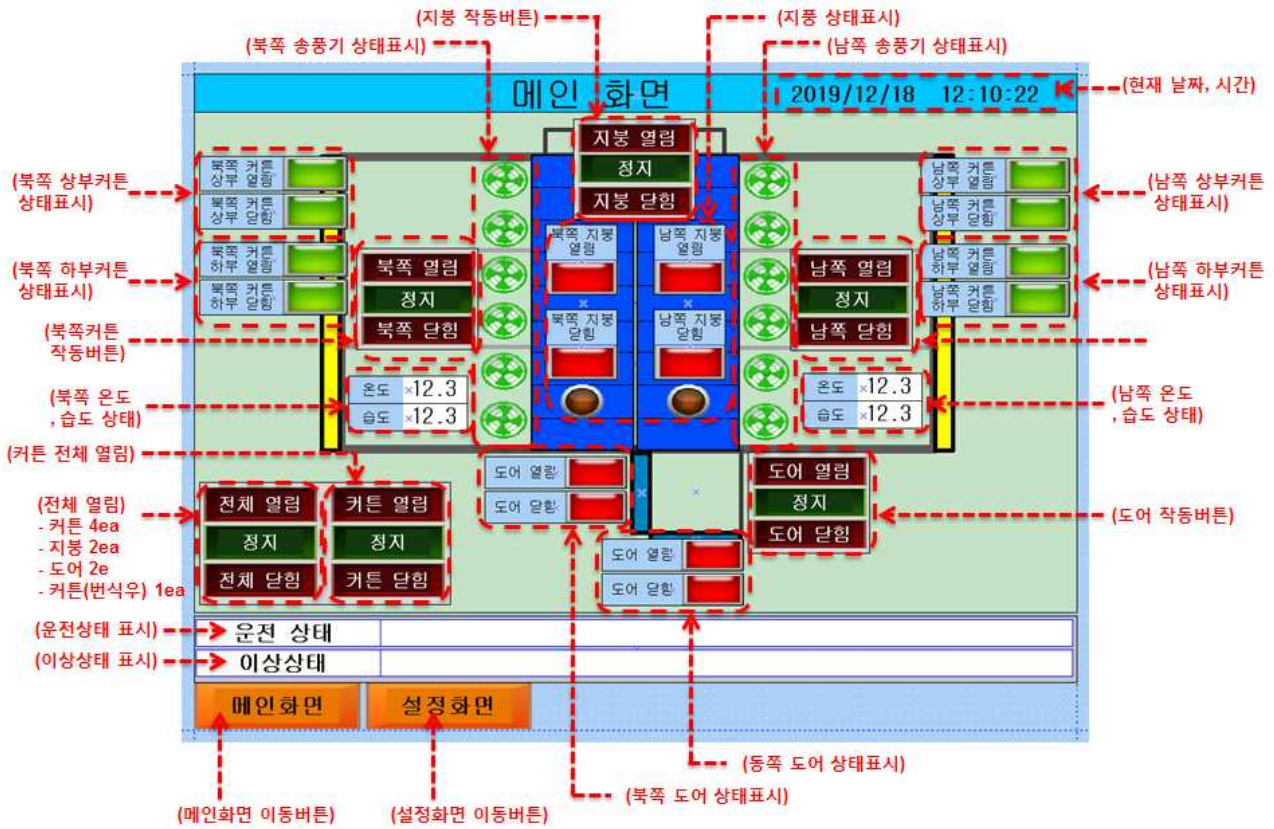 (지붕 작동버튼)
(지붕 상태표시)
(북쪽 송풍기 상태표시)
(남쪽 송풍기 상태표시)
메인 화면
2019/12/18 12:10:22
(현재 날짜, 시간)
지붕 열림
정지
지붕 닫힘
(북쪽 상부커튼
상태표시)
북쪽 커튼
상부 열림
북쪽 커튼
상부 닫힘
남쪽 커튼
상부 열림
남쪽 커튼
상부 닫힘
(남쪽 상부커튼
상태표시)
(북쪽 하부커튼
상태표시)
북쪽 커튼
하부 열림
북쪽 커튼
하부 닫힘
북쪽 열림
정지
북쪽 닫힘
북쪽 지붕
열림
남쪽 지붕
열림
북쪽 지붕
닫힘
남쪽 지붕
닫힘
남쪽 열림
정지
남쪽 닫힘
남쪽 커튼
하부 열림
남쪽 커튼
하부 닫힘
(남쪽 하부커튼
상태표시)
(북쪽커튼
작동버튼)
(북쪽 온도
, 습도 상태)
온도 12.3
습도 12.3
온도 12.3
습도 12.3
(남쪽 온도
, 습도 상태)
(커튼 전체 열림)
도어 열림
도어 닫힘
도어 열림
정지
도어 닫힘
(도어 작동버튼)
(전체 열림)
- 커튼 4ea
- 지붕 2ea
- 도어 2e
- 커튼(번식우) 1ea
전체 열림
정지
전체 닫힘
커튼 열림
정지
커튼 닫힘
도어 열림
도어 닫힘
(운전상태 표시)
운전 상태
(이상상태 표시)
이상상태
메인화면
설정화면
(동쪽 도어 상태표시)
(북쪽 도어 상태표시)
(메인화면 이동버튼)
(설정화면 이동버튼)